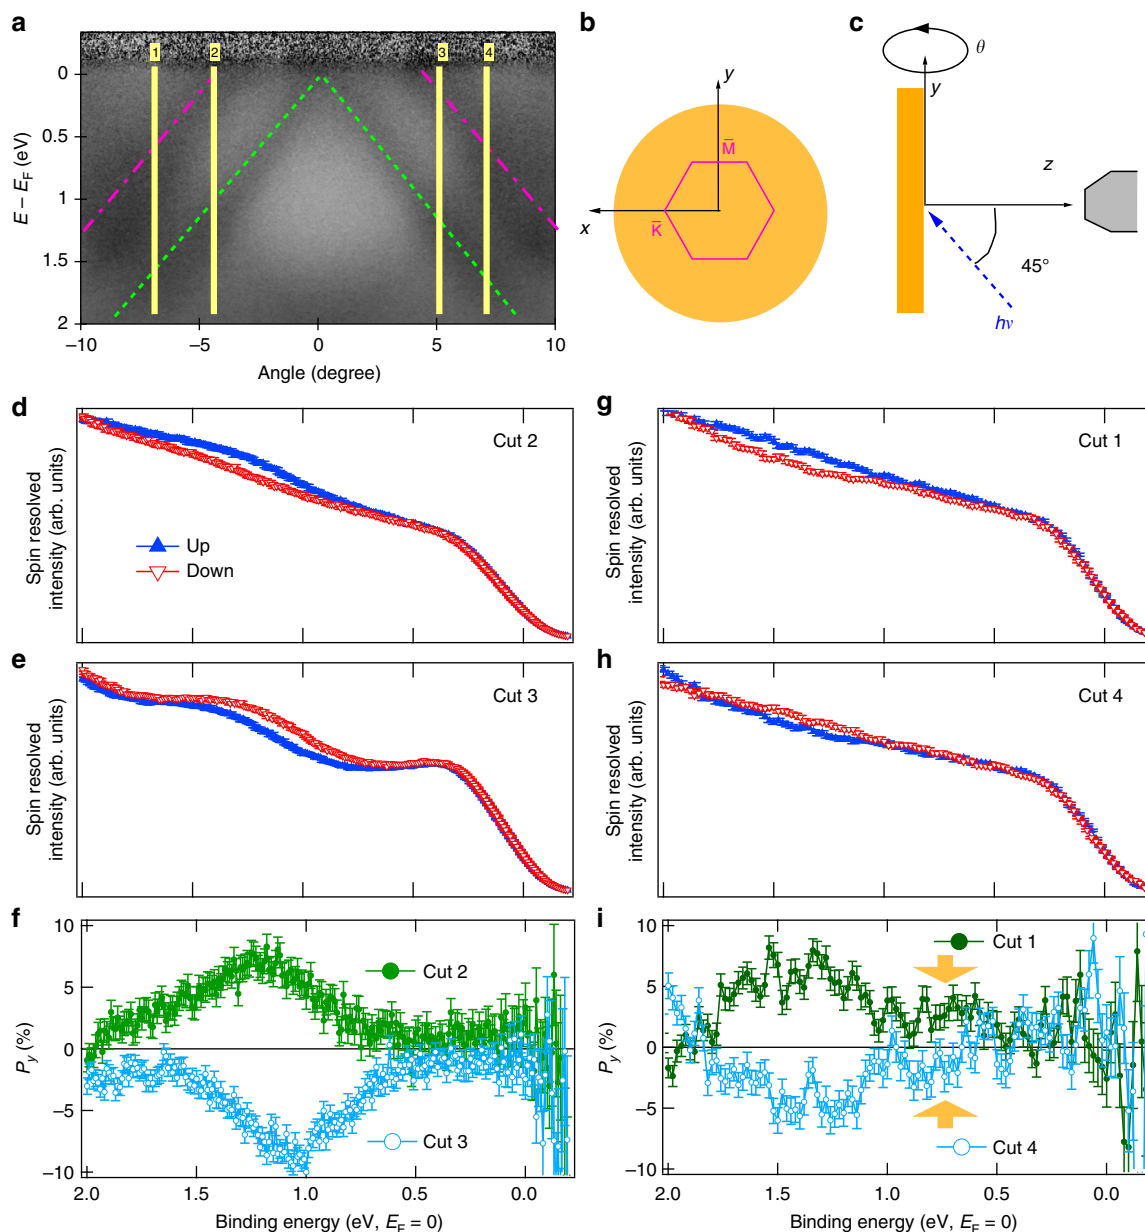 a
1
2
3
4
0
0.5
1
1.5
2
E − E_F (eV)
−10
−5
0
5
10
Angle (degree)
b
y
M̅
K̅
x
c
θ
y
z
45°
hν
d
Cut 2
Up
Down
Spin resolved
intensity (arb. units)
g
Cut 1
Spin resolved
intensity (arb. units)
e
Cut 3
Spin resolved
intensity (arb. units)
h
Cut 4
Spin resolved
intensity (arb. units)
f
10
5
0
−5
−10
P_y (%)
Cut 2
Cut 3
2.0
1.5
1.0
0.5
0.0
Binding energy (eV, E_F = 0)
i
10
5
0
−5
−10
P_y (%)
Cut 1
Cut 4
2.0
1.5
1.0
0.5
0.0
Binding energy (eV, E_F = 0)